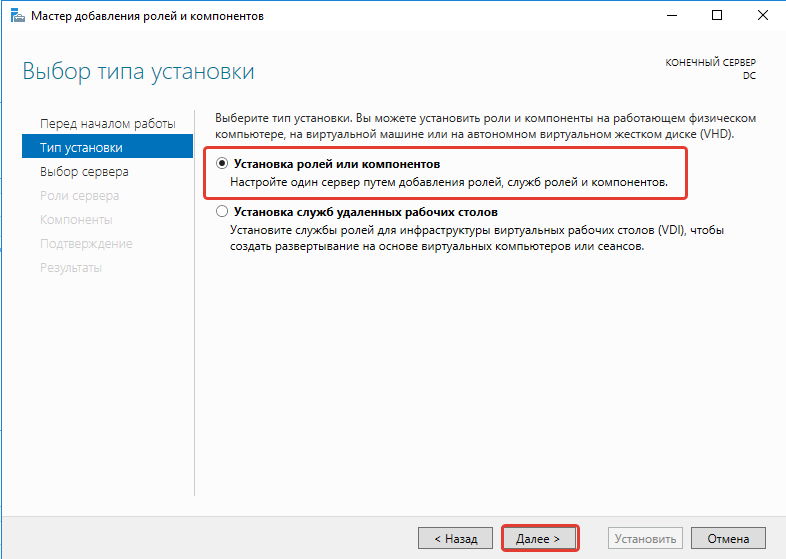 Мастер добавления ролей и компонентов
Выбор типа установки
КОНЕЧНЫЙ СЕРВЕР
DC
Перед началом работы
Тип установки
Выбор сервера
Роли сервера
Компоненты
Подтверждение
Результаты
Выберите тип установки. Вы можете установить роли и компоненты на работающем физическом
компьютере, на виртуальной машине или на автономном виртуальном жестком диске (VHD).
Установка ролей или компонентов
Настройте один сервер путем добавления ролей, служб ролей и компонентов.
Установка служб удаленных рабочих столов
Установите службы ролей для инфраструктуры виртуальных рабочих столов (VDI), чтобы
создать развертывание на основе виртуальных компьютеров или сеансов.
< Назад
Далее >
Установить
Отмена